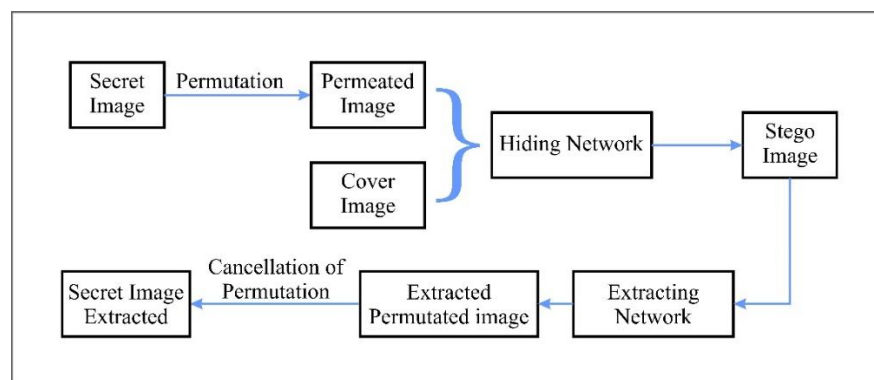 Secret
Image
Permutation
Permeated
Image
Cover
Image
Hiding Network
Stego
Image
Cancellation of
Permutation
Secret Image
Extracted
Extracted
Permutated image
Extracting
Network